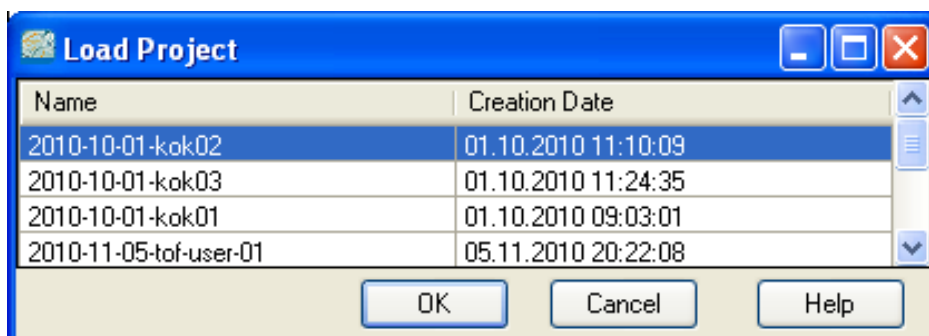 Load Project
Name Creation Date
2010-10-01-kok02 01.10.2010 11:10:09
2010-10-01-kok03 01.10.2010 11:24:35
2010-10-01-kok01 01.10.2010 09:03:01
2010-11-05-tof-user-01 05.11.2010 20:22:08
OK Cancel Help